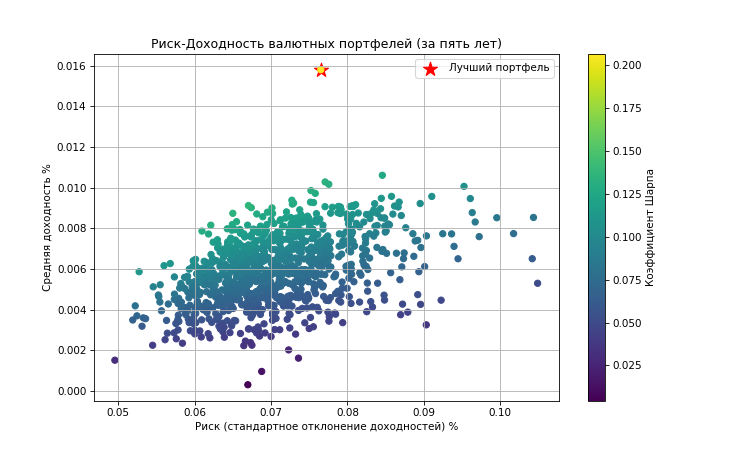 Риск-Доходность валютных портфелей (за пять лет)
Лучший портфель
Средняя доходность %
0.016
0.014
0.012
0.010
0.008
0.006
0.004
0.002
0.000
0.05 0.06 0.07 0.08 0.09 0.10
Риск (стандартное отклонение доходностей) %
0.200
0.175
0.150
0.125
0.100
0.075
0.050
0.025
Коэффициент Шарпа